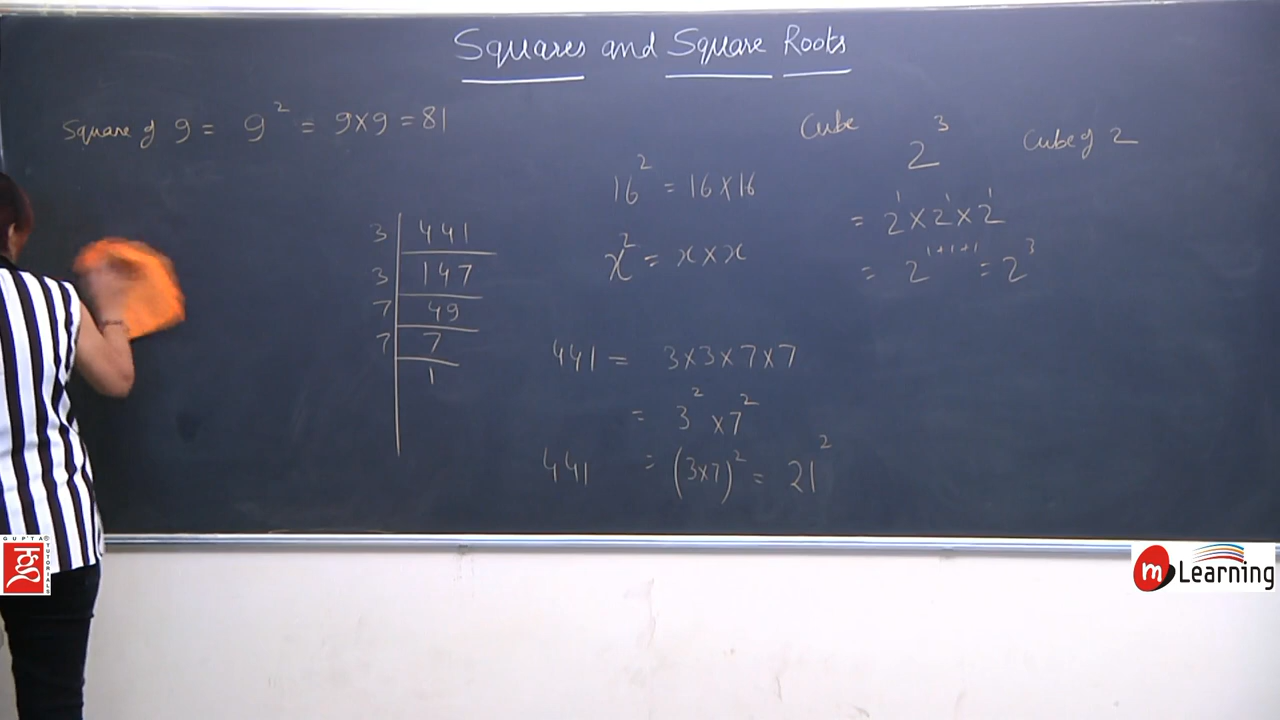 Squares and Square Roots
Square of 9 = 9² = 9×9 = 81
16² = 16×16
x² = x×x
Cube 2³ Cube of 2
= 2¹×2¹×2¹
= 2¹⁺¹⁺¹ = 2³
3 | 441
3 | 147
7 | 49
7 | 7
1
441 = 3×3×7×7
= 3² ×7²
441 = (3×7)² = 21²
GUPTA
TUTORIALS
m Learning